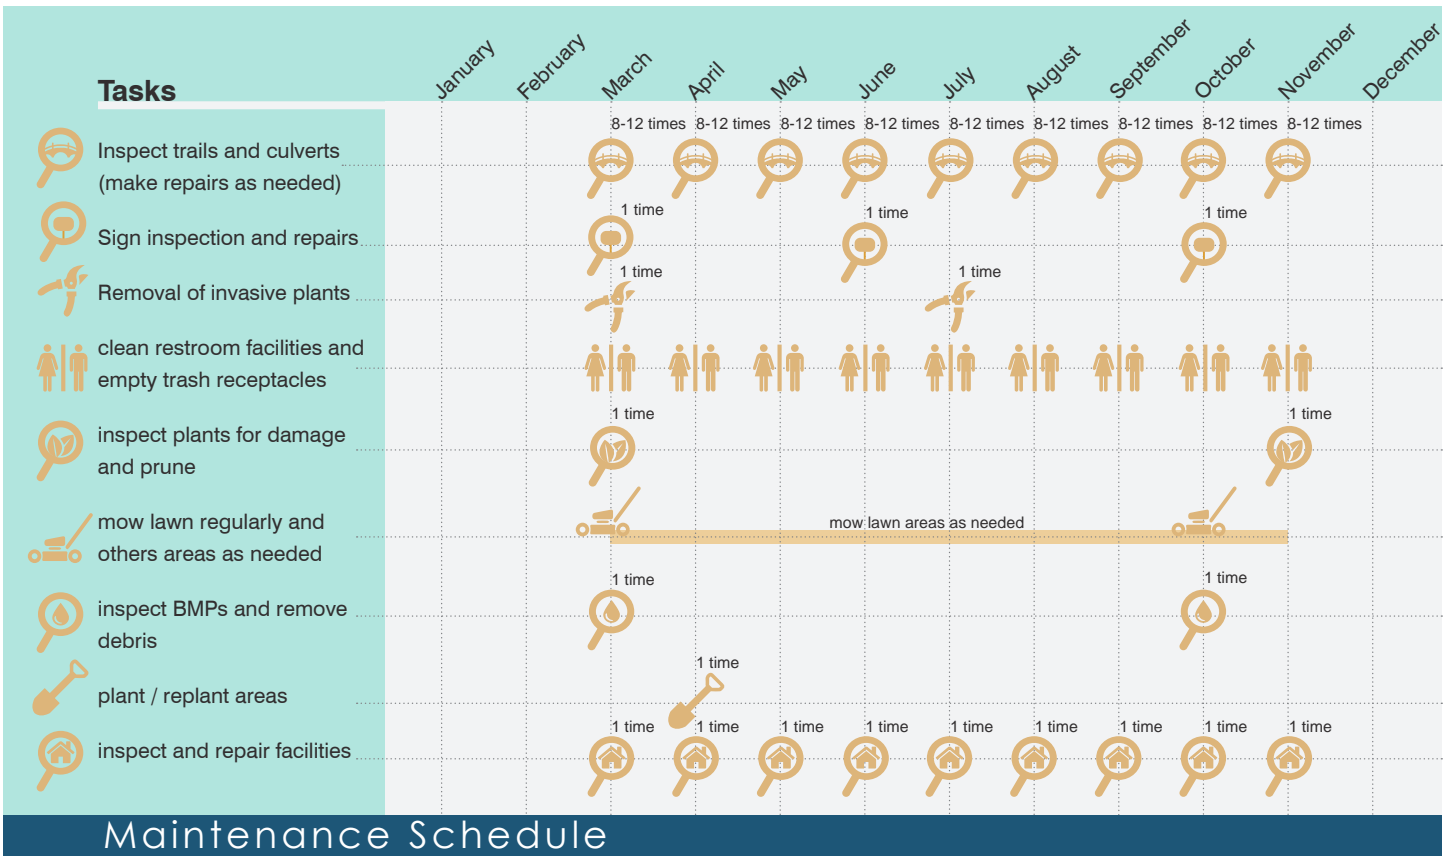 Tasks
January February March April May June July August September October November December
8-12 times 8-12 times 8-12 times 8-12 times 8-12 times 8-12 times 8-12 times 8-12 times 8-12 times
Inspect trails and culverts
(make repairs as needed)
1 time 1 time 1 time
Sign inspection and repairs
1 time 1 time
Removal of invasive plants
clean restroom facilities and
empty trash receptacles
1 time 1 time
inspect plants for damage
and prune
mow lawn regularly and
mow lawn areas as needed
others areas as needed
1 time 1 time
inspect BMPs and remove
debris
1 time
plant / replant areas
1 time 1 time 1 time 1 time 1 time 1 time 1 time 1 time 1 time
inspect and repair facilities
Maintenance Schedule